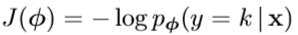 J(ϕ) = − log p_ϕ(y = k | x)